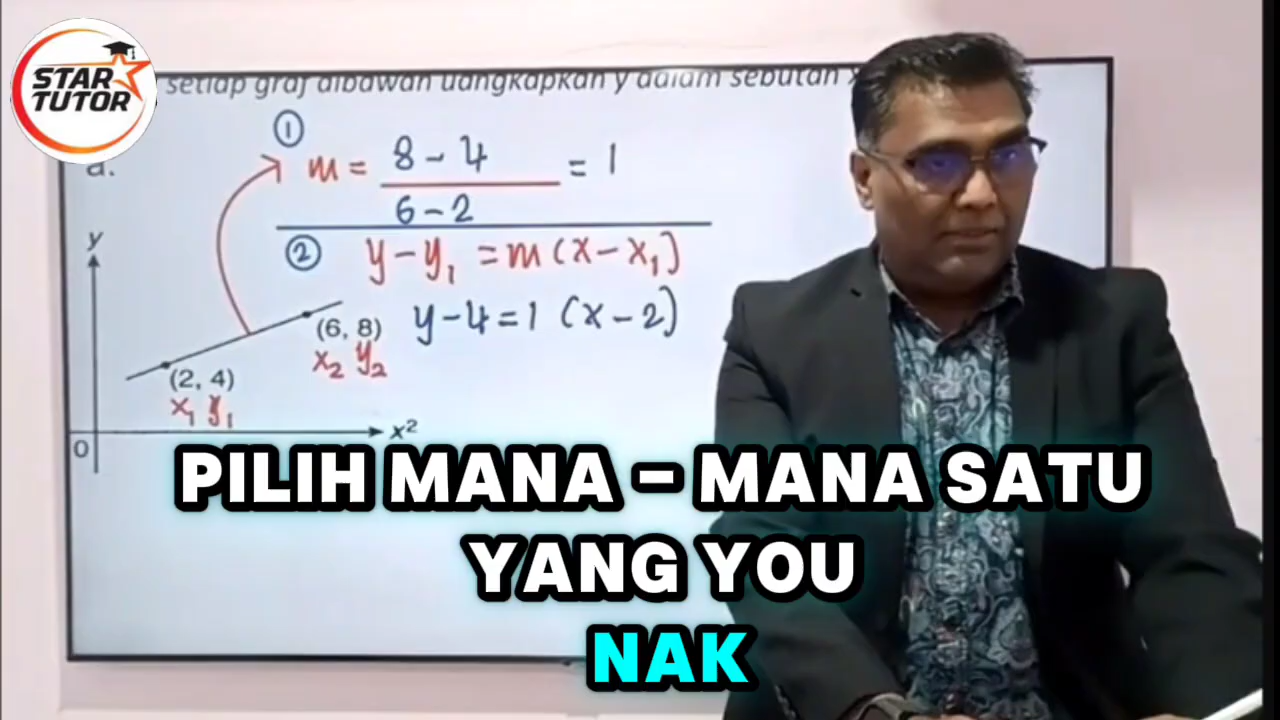 STAR
TUTOR
setiap graf dibawah uangkapkan y dalam sebutan x
a.
① m = 8 - 4 / 6 - 2 = 1
② y - y₁ = m(x - x₁)
y - 4 = 1 (x - 2)
y
(6, 8)
x₂ y₂
(2, 4)
x₁ y₁
0
x²
PILIH MANA - MANA SATU
YANG YOU
NAK